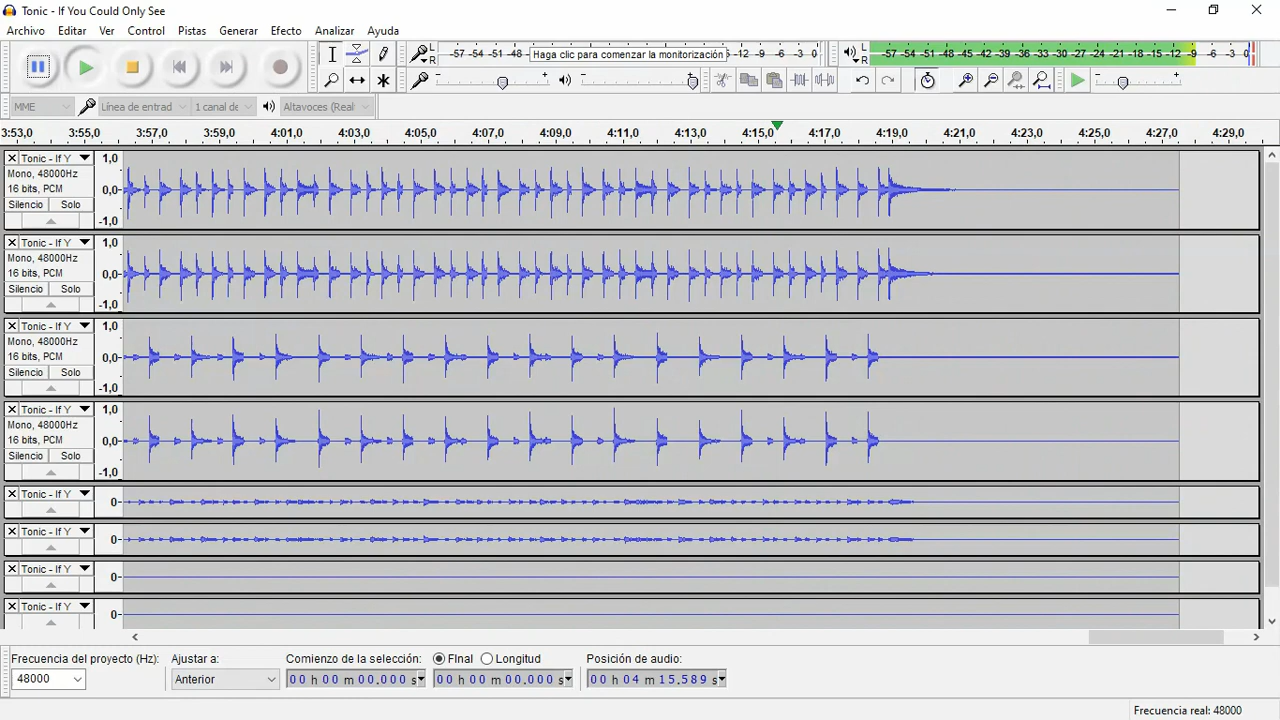 Tonic - If You Could Only See
Archivo Editar Ver Control Pistas Generar Efecto Analizar Ayuda
L R -57 -54 -51 -48 Haga clic para comenzar la monitorización -12 -9 -6 -3 0
L R -57 -54 -51 -48 -45 -42 -39 -36 -33 -30 -27 -24 -21 -18 -15 -12 -9 -6 -3 0
MME Línea de entrad 1 canal de Altavoces (Real
3:53,0 3:55,0 3:57,0 3:59,0 4:01,0 4:03,0 4:05,0 4:07,0 4:09,0 4:11,0 4:13,0 4:15,0 4:17,0 4:19,0 4:21,0 4:23,0 4:25,0 4:27,0 4:29,0
Tonic - If Y 1,0
Mono, 48000Hz
16 bits, PCM 0,0-
Silencio Solo
-1,0
Tonic - If Y 1,0
Mono, 48000Hz
16 bits, PCM 0,0-
Silencio Solo
-1,0
Tonic - If Y 1,0
Mono, 48000Hz
16 bits, PCM 0,0-
Silencio Solo
-1,0
Tonic - If Y 1,0
Mono, 48000Hz
16 bits, PCM 0,0-
Silencio Solo
-1,0
Tonic - If Y 0-
Tonic - If Y 0-
Tonic - If Y 0-
Tonic - If Y 0-
Frecuencia del proyecto (Hz): Ajustar a: Comienzo de la selección: FInal Longitud Posición de audio:
48000 Anterior 00 h 00 m 00.000 s 00 h 00 m 00.000 s 00 h 04 m 15.589 s
Frecuencia real: 48000